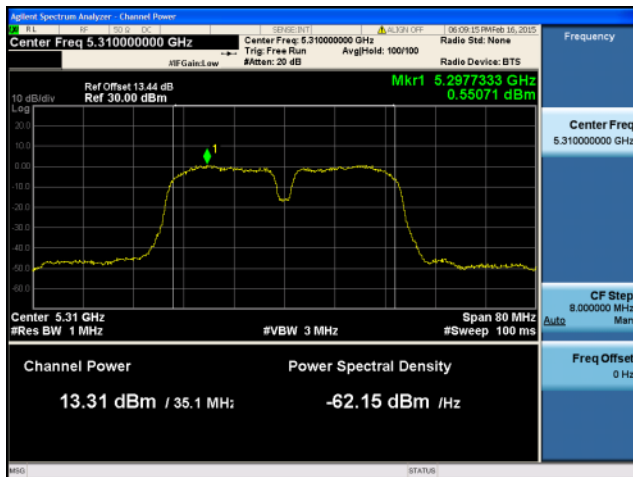 Agilent Spectrum Analyzer - Channel Power
RL RF 50 Ω DC SENSE:INT ALIGN OFF 06:09:15 PMFeb 16, 2015
Center Freq 5.310000000 GHz
Center Freq: 5.310000000 GHz
Radio Std: None
Trig: Free Run Avg|Hold: 100/100
#IFGain:Low #Atten: 20 dB Radio Device: BTS
Frequency
Mkr1 5.2977333 GHz
0.55071 dBm
Ref Offset 13.44 dB
10 dB/div Ref 30.00 dBm
Log
20.0
10.0
0.00
-10.0
-20.0
-30.0
-40.0
-50.0
-60.0
1
Center 5.31 GHz Span 80 MHz
#Res BW 1 MHz #VBW 3 MHz #Sweep 100 ms
Channel Power Power Spectral Density
13.31 dBm / 35.1 MHz -62.15 dBm /Hz
Center Freq
5.310000000 GHz
CF Step
8.000000 MHz
Auto Man
Freq Offset
0 Hz
MSG STATUS